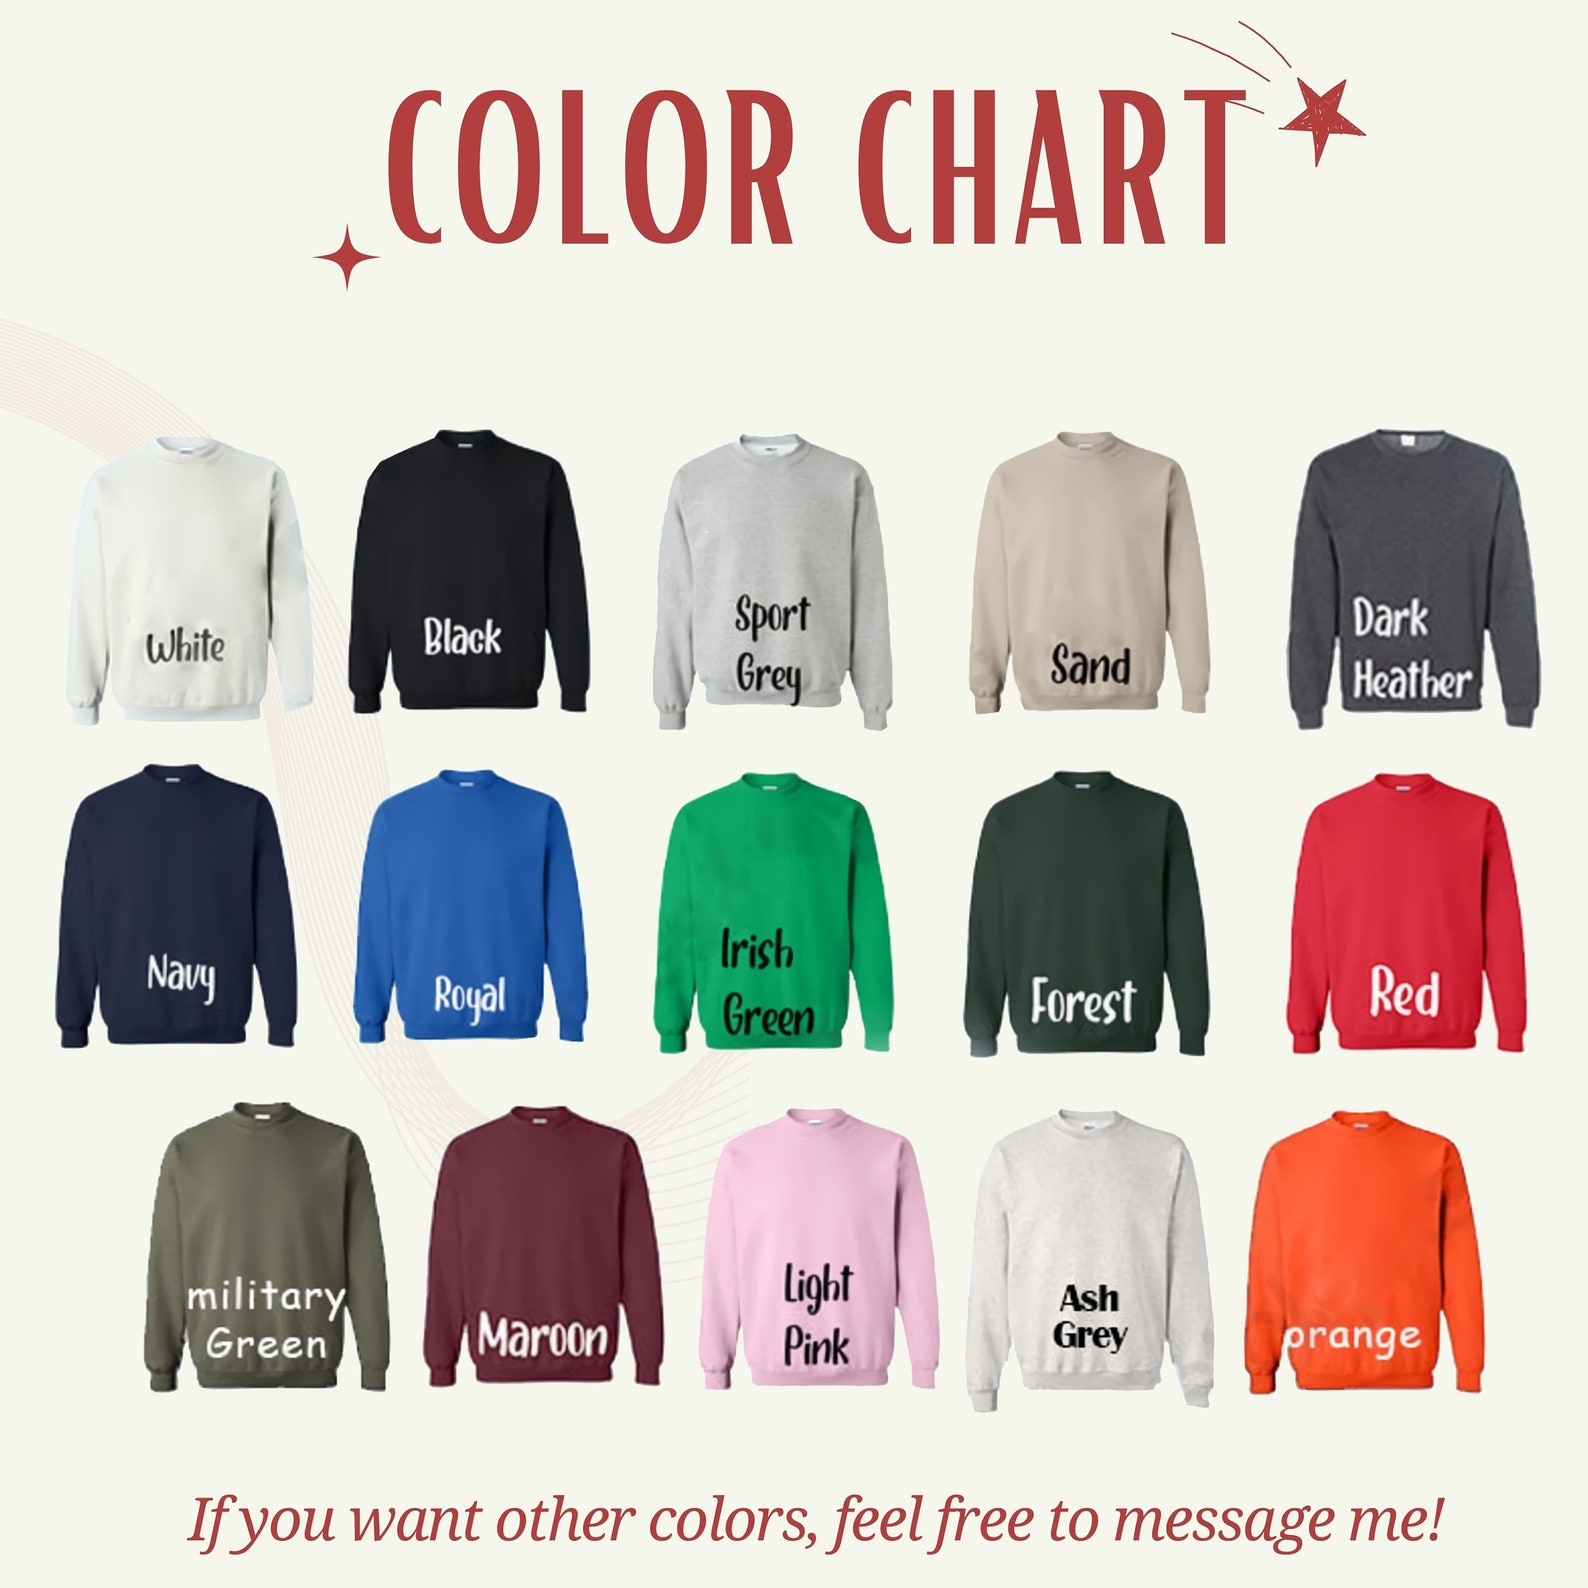 COLOR CHART
White
Black
Sport
Grey
Sand
Dark
Heather
Navy
Royal
Irish
Green
Forest
Red
military
Green
Maroon
Light
Pink
Ash
Grey
orange
If you want other colors, feel free to message me!